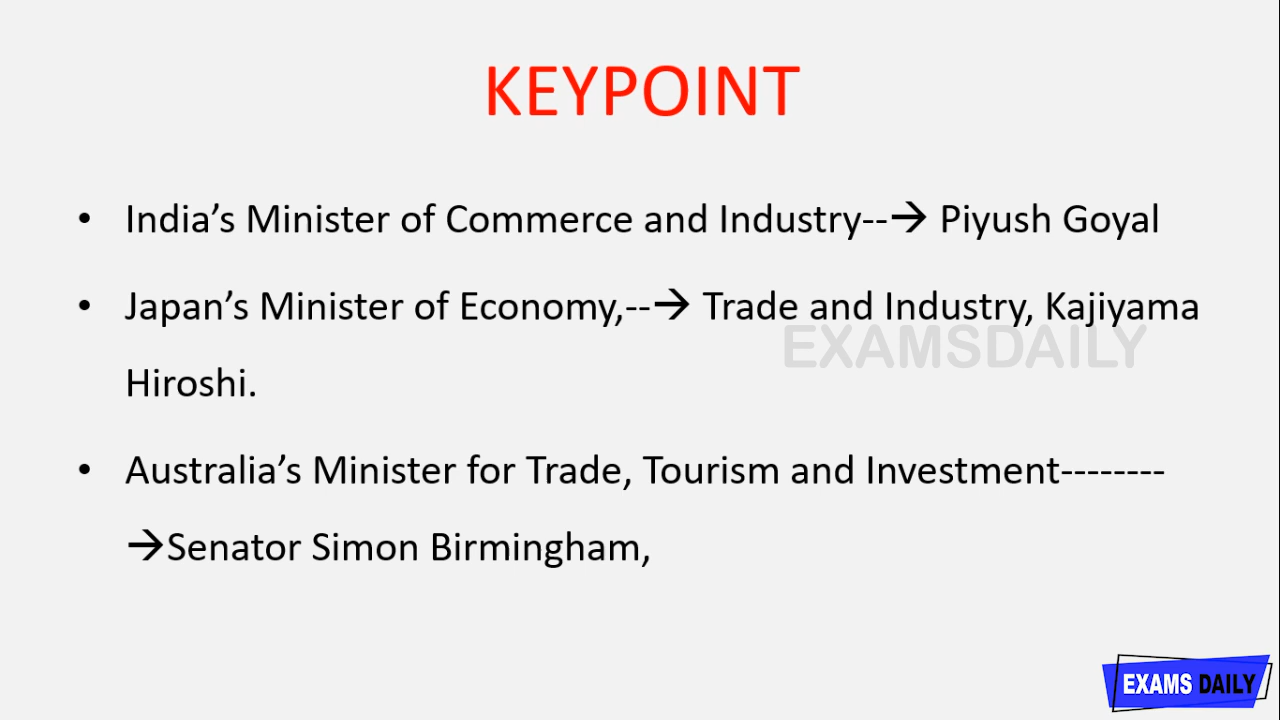 KEYPOINT
• India’s Minister of Commerce and Industry--→ Piyush Goyal
• Japan’s Minister of Economy,--→ Trade and Industry, Kajiyama
EXAMSDAILY
Hiroshi.
• Australia’s Minister for Trade, Tourism and Investment--------
→Senator Simon Birmingham,
EXAMS DAILY